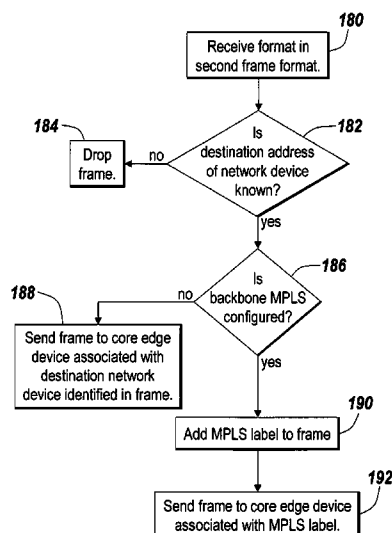 180
Receive format in
second frame format.
184
182
Drop
frame.
no
Is
destination address
of network device
known?
yes
186
188
no
Is
backbone MPLS
configured?
Send frame to core edge
device associated with
destination network
device identified in frame.
yes
190
Add MPLS label to frame
192
Send frame to core edge device
associated with MPLS label.